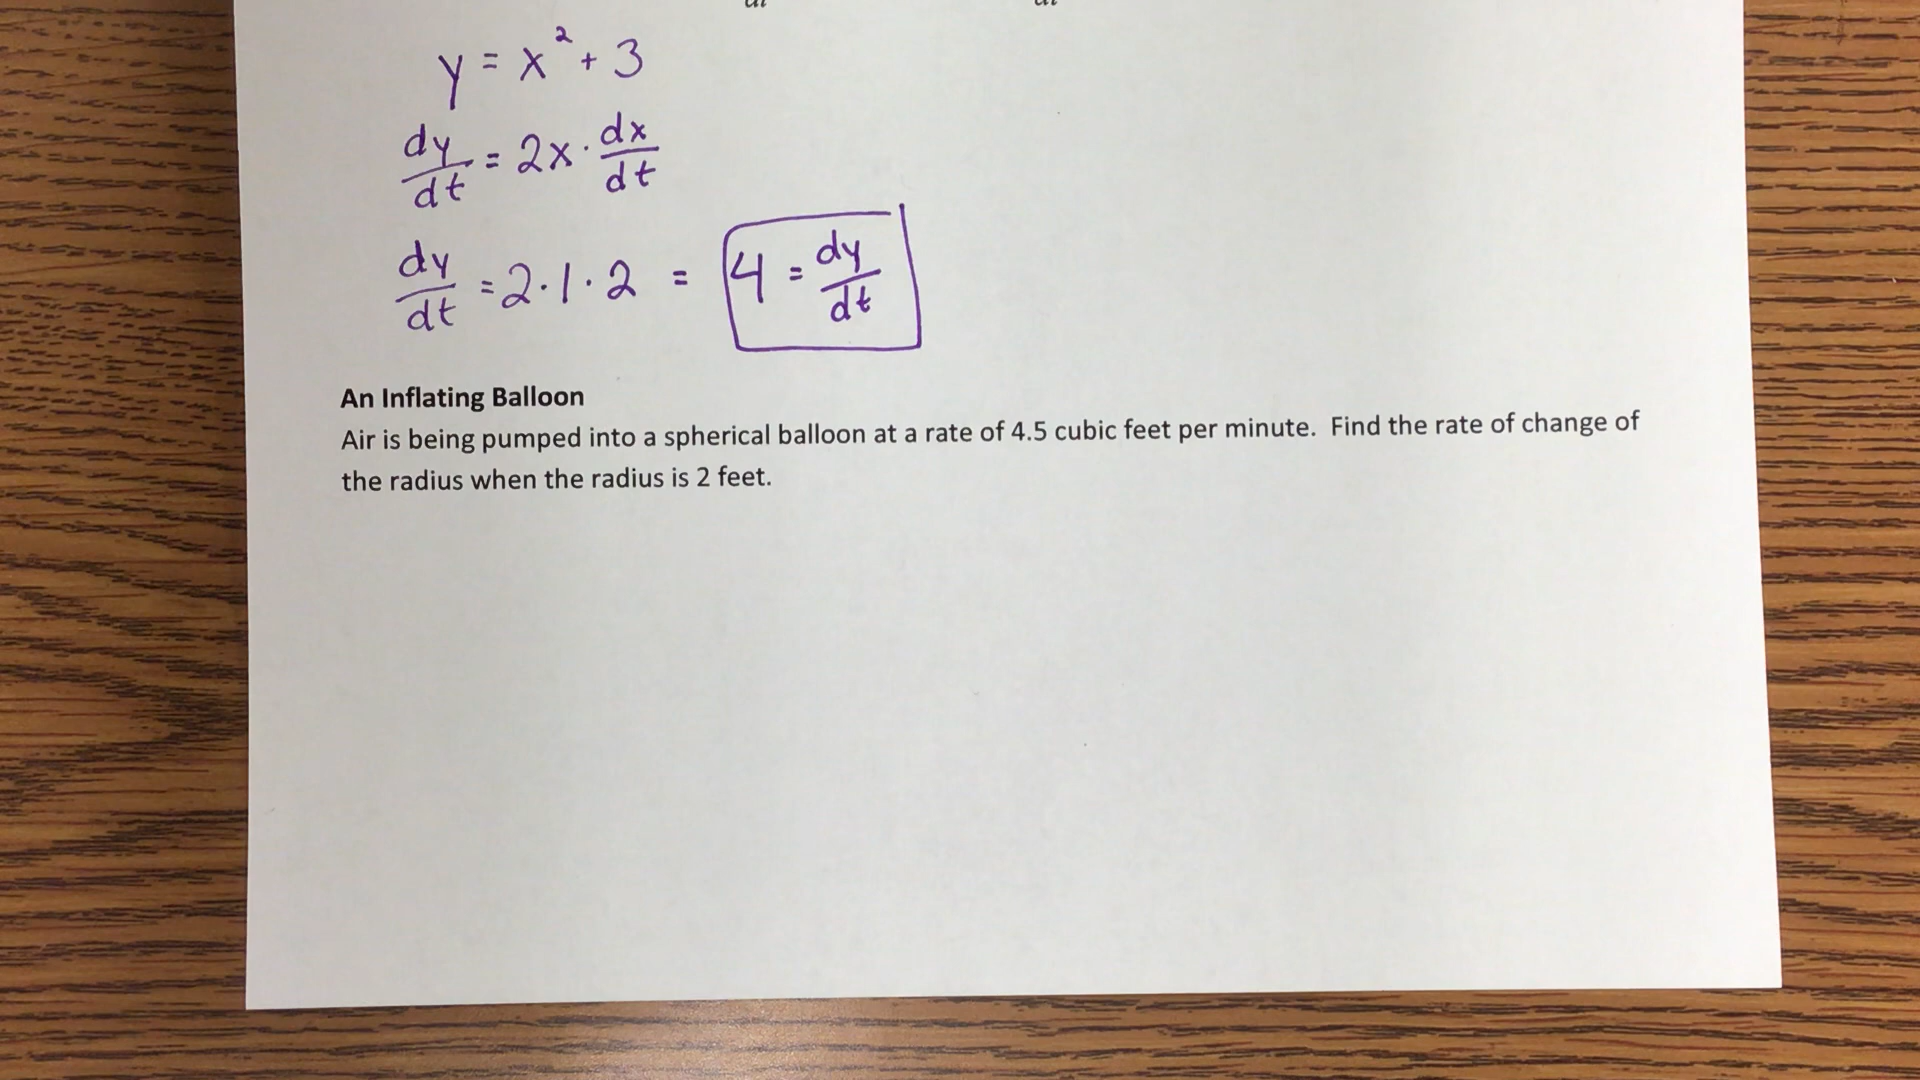 y = x² + 3
dy/dt = 2x · dx/dt
dy/dt = 2·1·2 = 4 = dy/dt
An Inflating Balloon
Air is being pumped into a spherical balloon at a rate of 4.5 cubic feet per minute. Find the rate of change of
the radius when the radius is 2 feet.